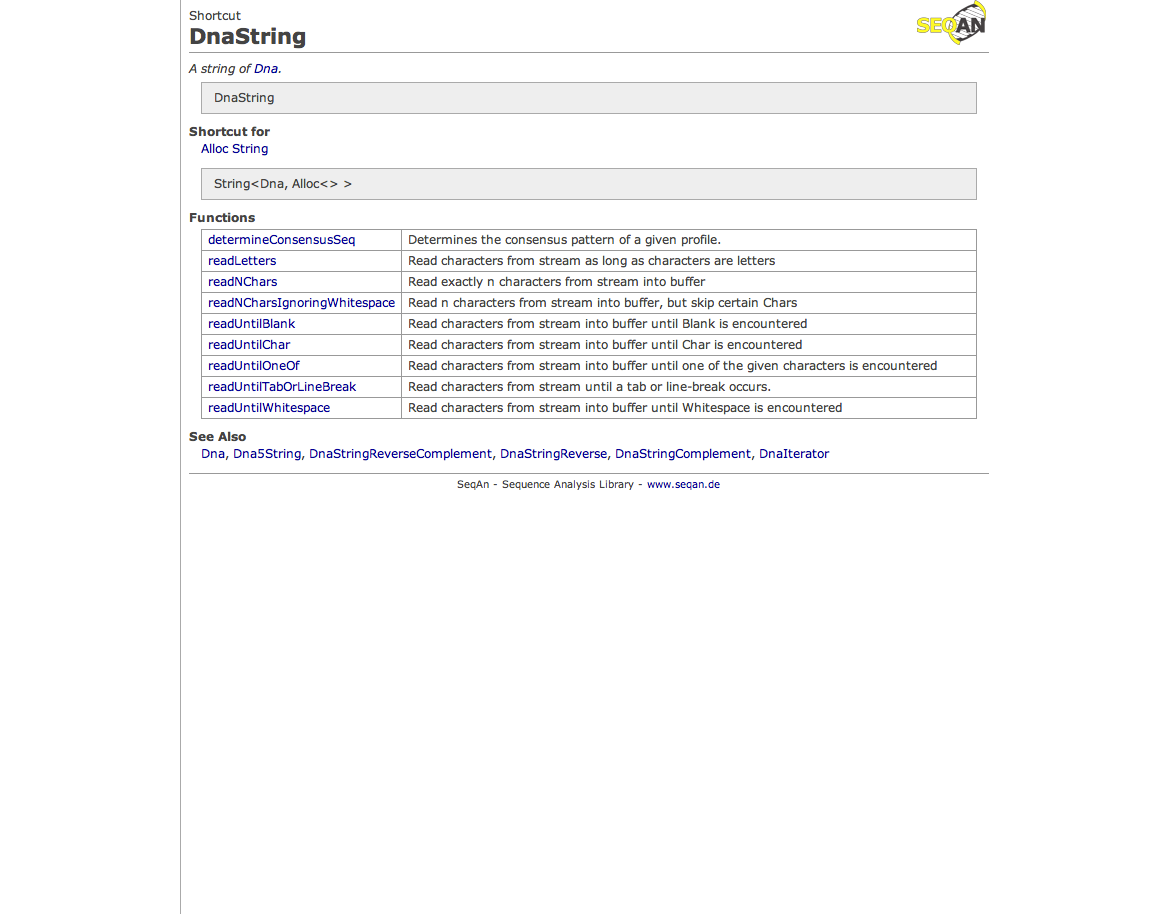 Shortcut
DnaString
SEQAN
A string of Dna.
DnaString
Shortcut for
Alloc String
String<Dna, Alloc<> >
Functions
determineConsensusSeq Determines the consensus pattern of a given profile.
readLetters Read characters from stream as long as characters are letters
readNChars Read exactly n characters from stream into buffer
readNCharsIgnoringWhitespace Read n characters from stream into buffer, but skip certain Chars
readUntilBlank Read characters from stream into buffer until Blank is encountered
readUntilChar Read characters from stream into buffer until Char is encountered
readUntilOneOf Read characters from stream into buffer until one of the given characters is encountered
readUntilTabOrLineBreak Read characters from stream until a tab or line-break occurs.
readUntilWhitespace Read characters from stream into buffer until Whitespace is encountered
See Also
Dna, Dna5String, DnaStringReverseComplement, DnaStringReverse, DnaStringComplement, DnaIterator
SeqAn - Sequence Analysis Library - www.seqan.de